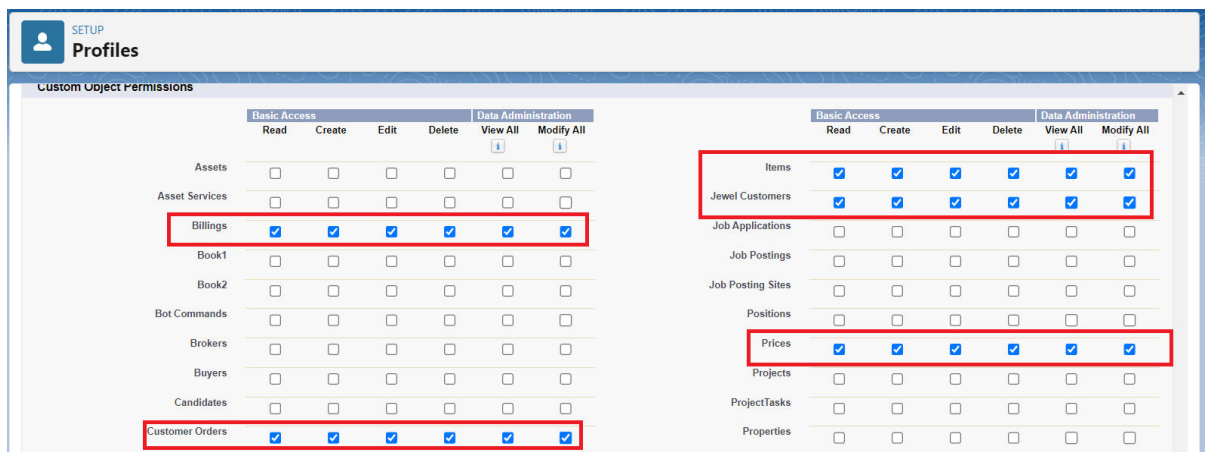 SETUP
Profiles
Custom Object Permissions
Basic Access Data Administration Basic Access Data Administration
Read Create Edit Delete View All Modify All Read Create Edit Delete View All Modify All
i i i i
Assets Items
Asset Services Jewel Customers
Billings Job Applications
Book1 Job Postings
Book2 Job Posting Sites
Bot Commands Positions
Brokers Prices
Buyers Projects
Candidates ProjectTasks
Customer Orders Properties